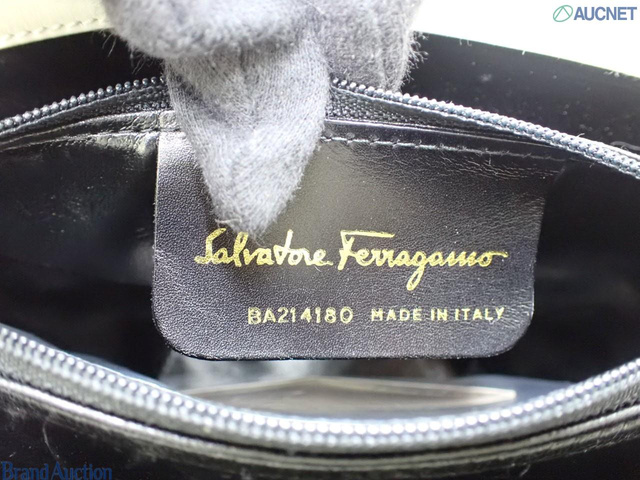 AUCNET
Salvatore Ferragamo
BA214180 MADE IN ITALY
Brand Auction